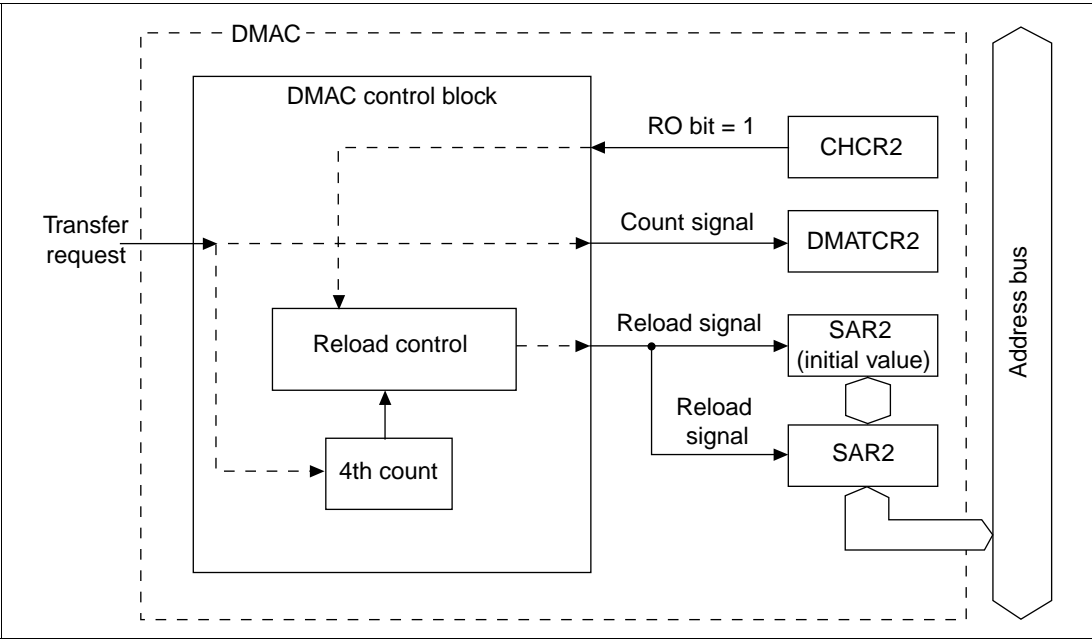 DMAC
DMAC control block
RO bit = 1
CHCR2
Transfer
request
Count signal
DMATCR2
Reload control
Reload signal
SAR2
(initial value)
Reload
signal
SAR2
4th count
Address bus